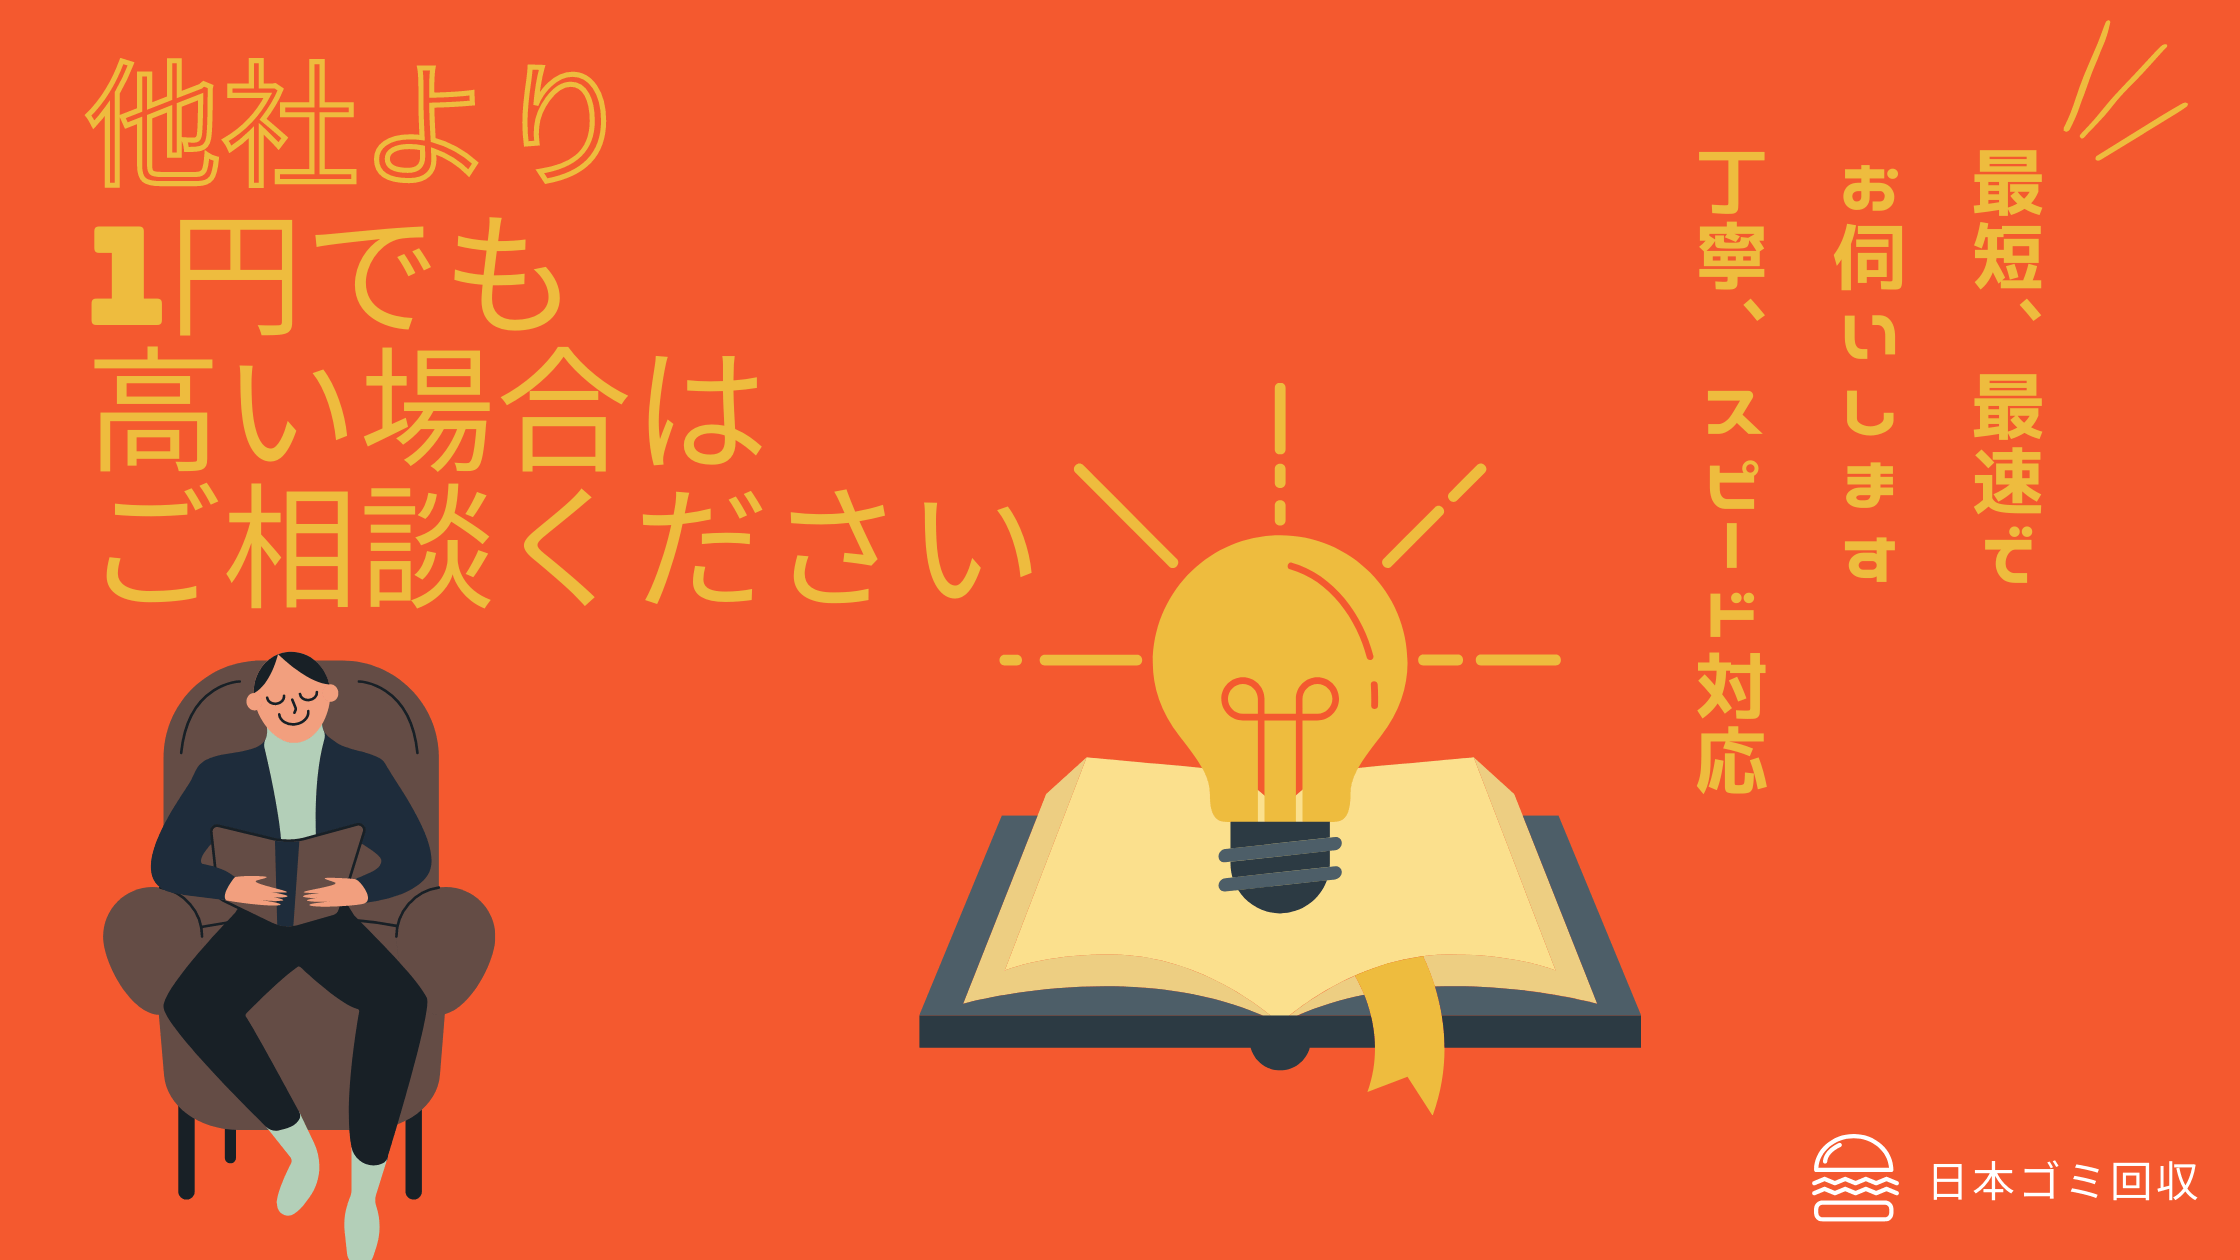 他社より
1円でも
高い場合は
ご相談ください
最短、最速で
お伺いします
丁寧、スピード対応
日本ゴミ回収